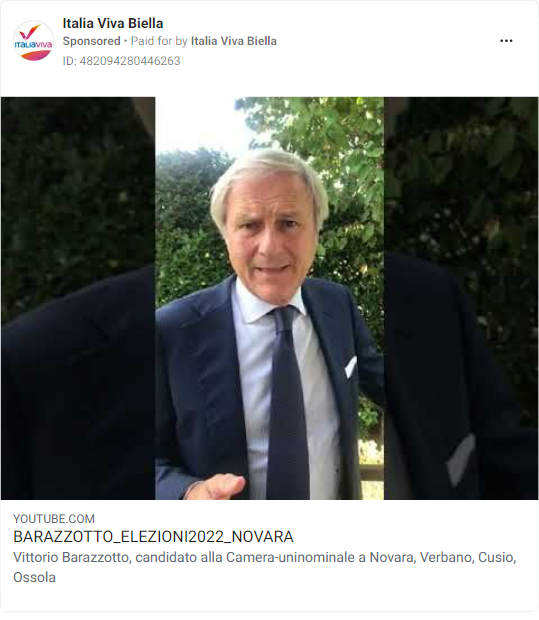 Italia Viva Biella
Sponsored • Paid for by Italia Viva Biella
ID: 482094280446263
ITALIAVIVA
YOUTUBE.COM
BARAZZOTTO_ELEZIONI2022_NOVARA
Vittorio Barazzotto, candidato alla Camera-uninominale a Novara, Verbano, Cusio,
Ossola